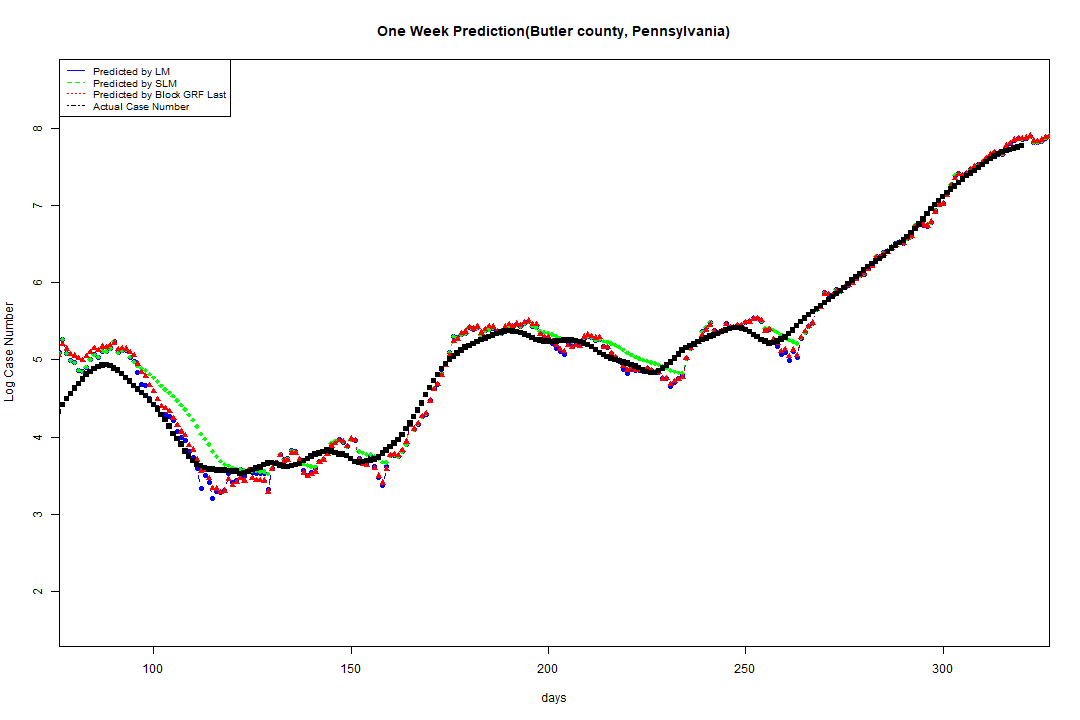 One Week Prediction(Butler county, Pennsylvania)
Predicted by LM
Predicted by SLM
Predicted by Block GRF Last
Actual Case Number
Log Case Number
8
7
6
5
4
3
2
100 150 200 250 300
days